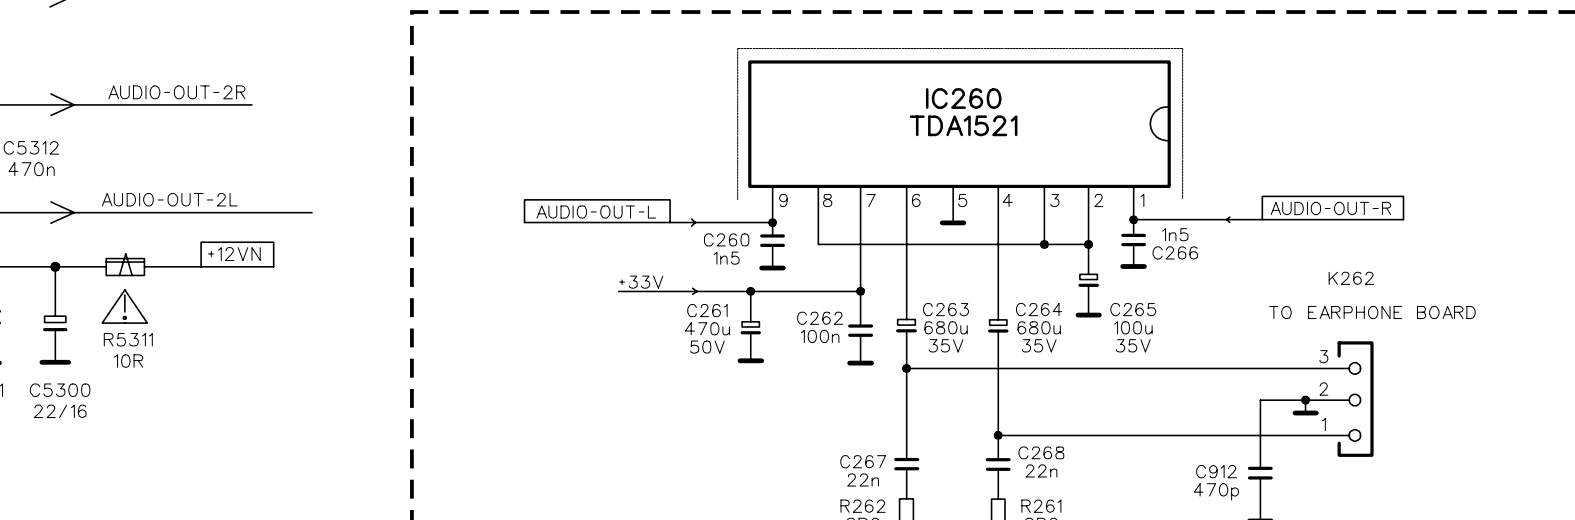 AUDIO-OUT-2R
C5312
470n
AUDIO-OUT-2L
+12VN
R5311
10R
C5300
22/16
IC260
TDA1521
9 8 7 6 5 4 3 2 1
AUDIO-OUT-L
AUDIO-OUT-R
C260
1n5
1n5
C266
+33V
C261
470u
50V
C262
100n
C263
680u
35V
C264
680u
35V
C265
100u
35V
K262
TO EARPHONE BOARD
3
2
1
C267
22n
C268
22n
C912
470p
R262
R261